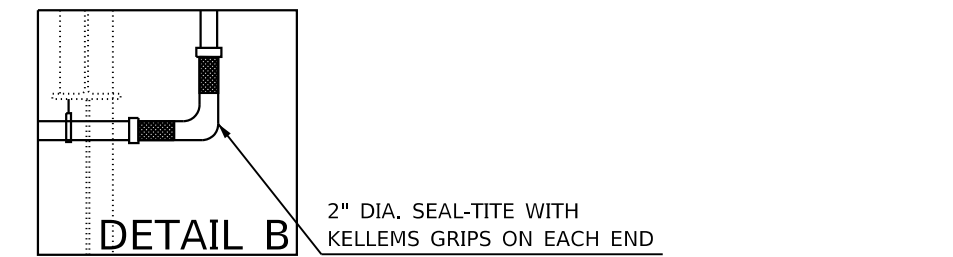 2" DIA. SEAL-TITE WITH
KELLEMS GRIPS ON EACH END
DETAIL B